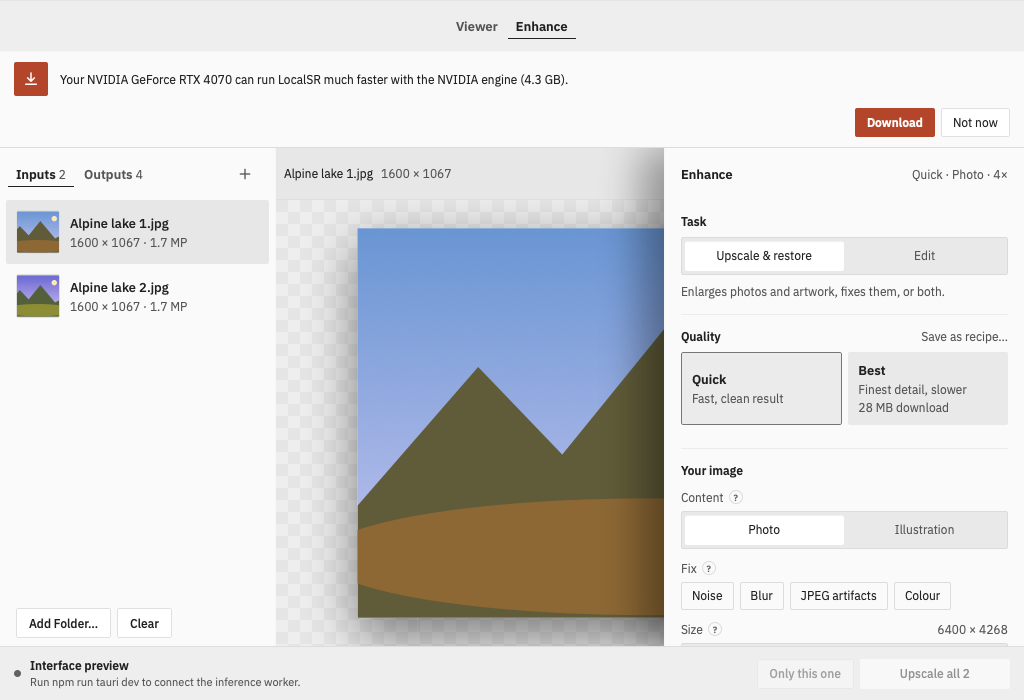 Viewer Enhance
Your NVIDIA GeForce RTX 4070 can run LocalSR much faster with the NVIDIA engine (4.3 GB).
Download Not now
Inputs 2 Outputs 4 +
Alpine lake 1.jpg
1600 × 1067 · 1.7 MP
Alpine lake 2.jpg
1600 × 1067 · 1.7 MP
Add Folder... Clear
Alpine lake 1.jpg 1600 × 1067
Enhance Quick · Photo · 4×
Task
Upscale & restore Edit
Enlarges photos and artwork, fixes them, or both.
Quality Save as recipe...
Quick
Fast, clean result
Best
Finest detail, slower
28 MB download
Your image
Content ?
Photo Illustration
Fix ?
Noise Blur JPEG artifacts Colour
Size ? 6400 × 4268
Interface preview
Run npm run tauri dev to connect the inference worker.
Only this one Upscale all 2